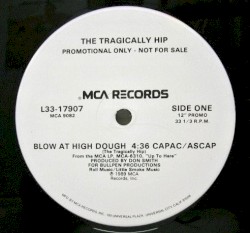 THE TRAGICALLY HIP
PROMOTIONAL ONLY - NOT FOR SALE
L33-17907
MCA 9082
MCA RECORDS
SIDE ONE
12" PROMO
33 1/3 R.P.M.
BLOW AT HIGH DOUGH 4:36 CAPAC/ASCAP
(The Tragically Hip)
From the MCA LP, MCA-6310, "Up To Here"
PRODUCED BY DON SMITH
FOR BULLPEN PRODUCTIONS
Roll Music/Little Smoke Music
℗ 1989 MCA
Records, Inc.